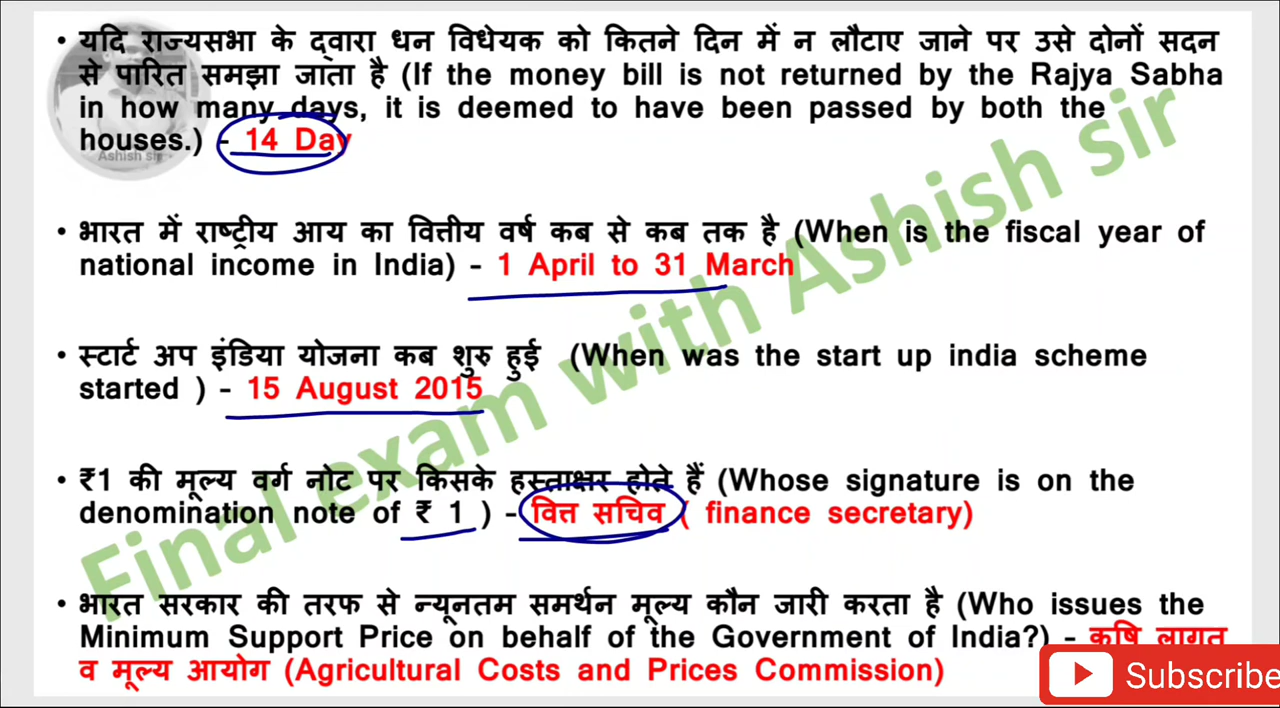 • यदि राज्यसभा के द्वारा धन विधेयक को कितने दिन में न लौटाए जाने पर उसे दोनों सदन
से पारित समझा जाता है (If the money bill is not returned by the Rajya Sabha
in how many days, it is deemed to have been passed by both the
houses.) - 14 Day
Ashish sir
• भारत में राष्ट्रीय आय का वित्तीय वर्ष कब से कब तक है (When is the fiscal year of
national income in India) - 1 April to 31 March
• स्टार्ट अप इंडिया योजना कब शुरु हुई (When was the start up india scheme
started ) - 15 August 2015
• ₹1 की मूल्य वर्ग नोट पर किसके हस्ताक्षर होते हैं (Whose signature is on the
denomination note of ₹ 1 ) - वित्त सचिव ( finance secretary)
• भारत सरकार की तरफ से न्यूनतम समर्थन मूल्य कौन जारी करता है (Who issues the
Minimum Support Price on behalf of the Government of India?) - कृषि लागत
व मूल्य आयोग (Agricultural Costs and Prices Commission)
Final exam with Ashish sir
Subscribe